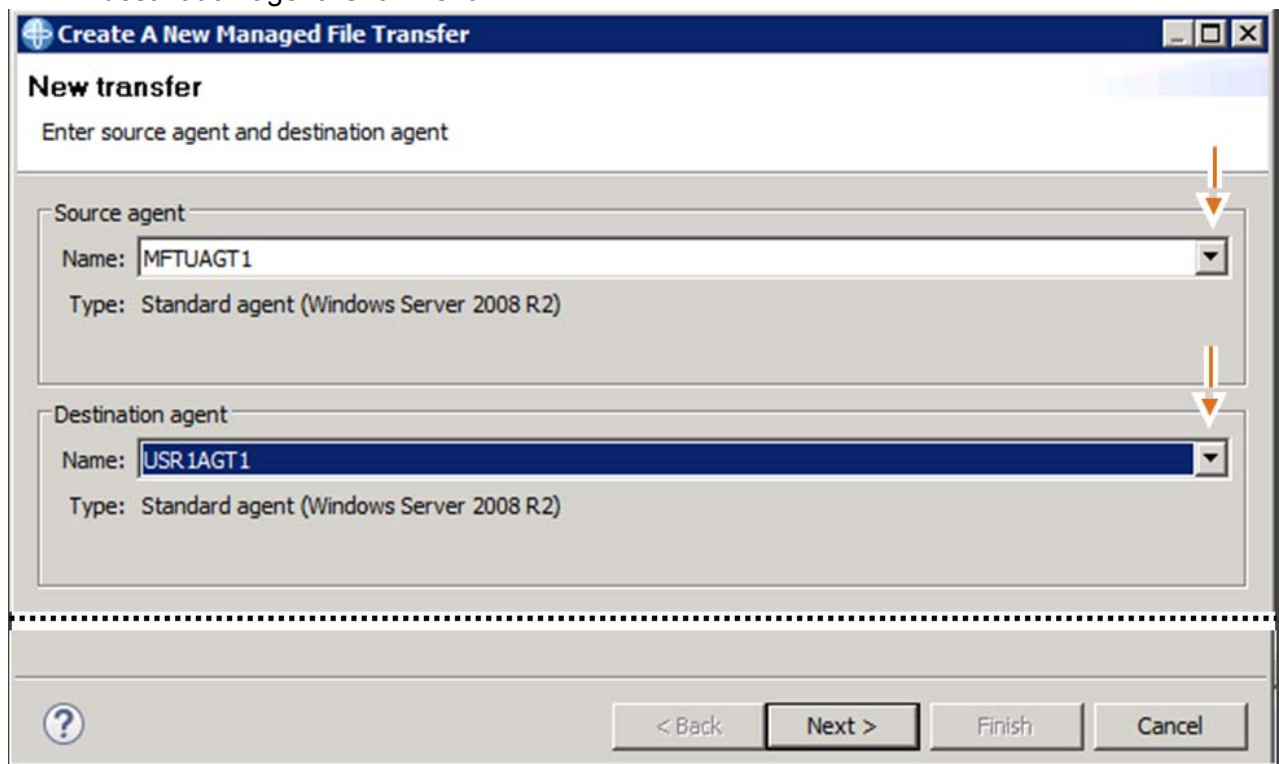 Create A New Managed File Transfer
New transfer
Enter source agent and destination agent
Source agent
Name: MFTUAGT1
Type: Standard agent (Windows Server 2008 R2)
Destination agent
Name: USR1AGT1
Type: Standard agent (Windows Server 2008 R2)
? < Back Next > Finish Cancel